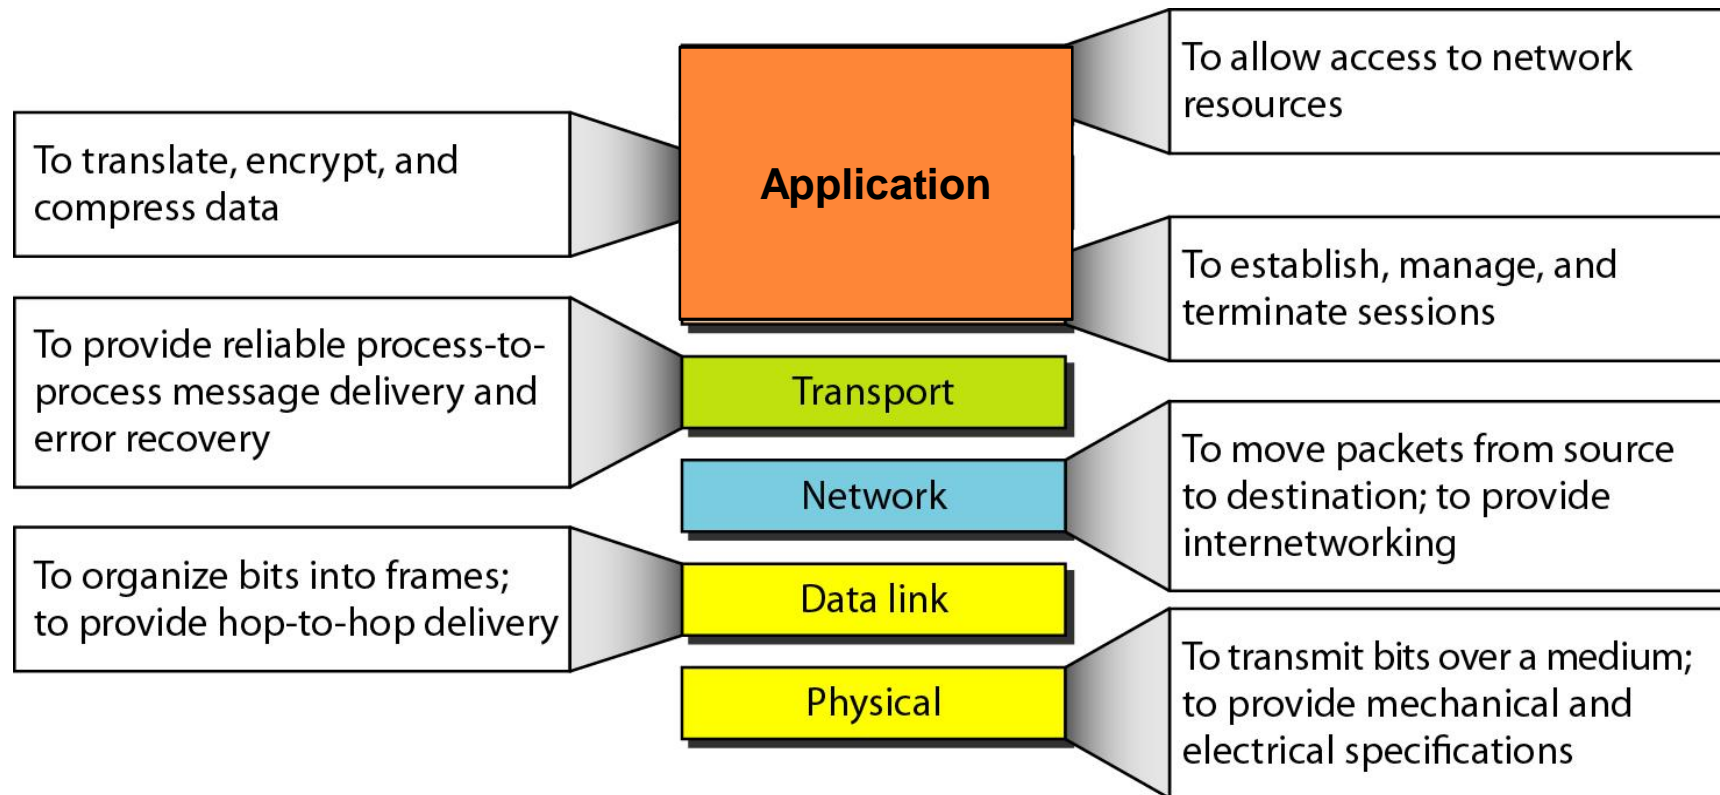 To allow access to network
resources
To translate, encrypt, and
compress data
Application
To establish, manage, and
terminate sessions
To provide reliable process-to-
process message delivery and
error recovery
Transport
To move packets from source
to destination; to provide
internetworking
Network
To organize bits into frames;
to provide hop-to-hop delivery
Data link
To transmit bits over a medium;
to provide mechanical and
electrical specifications
Physical